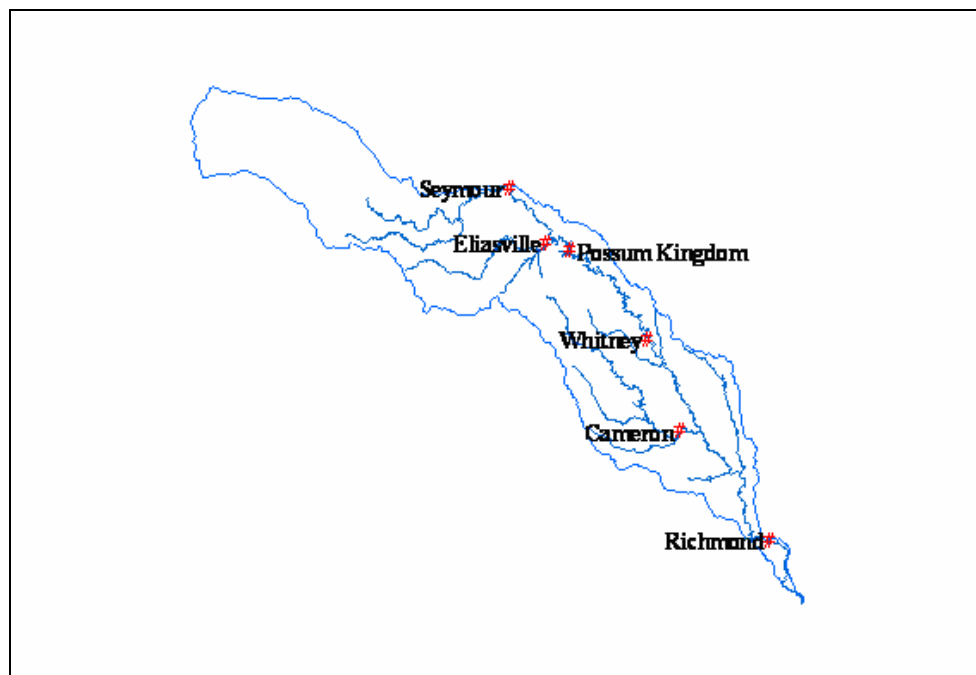 Seymour#
Eliasville#
#Possum Kingdom
Whitney#
Cameron#
Richmond#